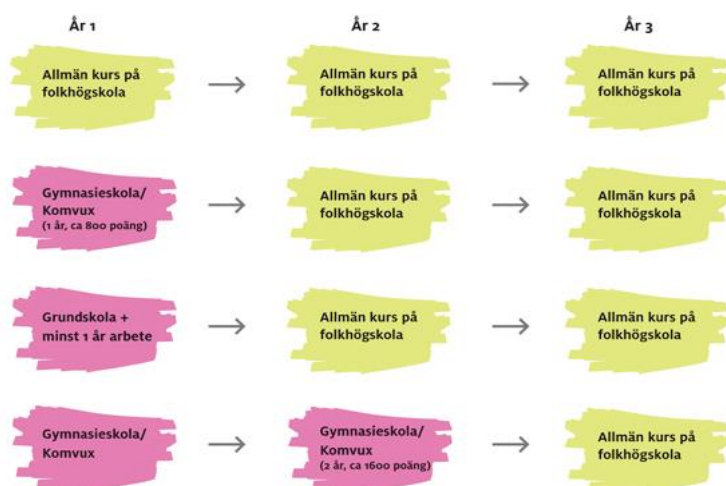 År 1
År 2
År 3
Allmän kurs på
folkhögskola
Allmän kurs på
folkhögskola
Allmän kurs på
folkhögskola
Gymnasieskola/
Komvux
(1 år, ca 800 poäng)
Allmän kurs på
folkhögskola
Allmän kurs på
folkhögskola
Grundskola +
minst 1 år arbete
Allmän kurs på
folkhögskola
Allmän kurs på
folkhögskola
Gymnasieskola/
Komvux
Gymnasieskola/
Komvux
(2 år, ca 1600 poäng)
Allmän kurs på
folkhögskola